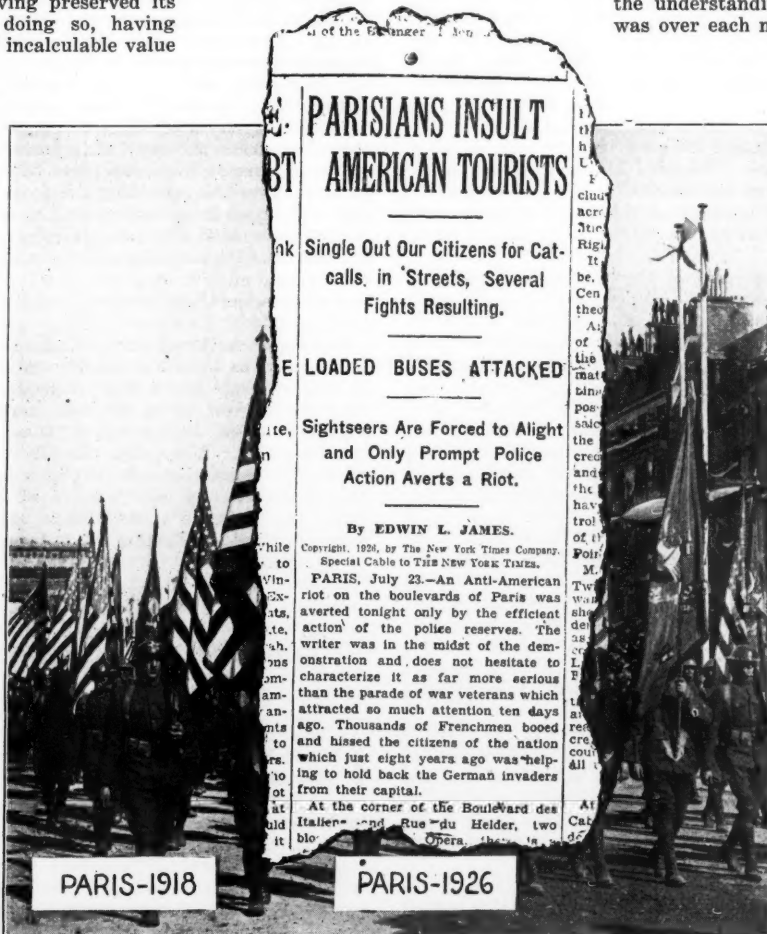 ving preserved its
doing so, having
incalculable value
the understandi
was over each n
of the
PARISIANS INSULT
BT AMERICAN TOURISTS
Single Out Our Citizens for Cat-
calls, in Streets, Several
Fights Resulting.
E LOADED BUSES ATTACKED
Sightseers Are Forced to Alight
and Only Prompt Police
Action Averts a Riot.
By EDWIN L. JAMES.
Copyright, 1926, by The New York Times Company.
Special Cable to THE NEW YORK TIMES.
PARIS, July 23.—An Anti-American
riot on the boulevards of Paris was
averted tonight only by the efficient
action of the police reserves. The
writer was in the midst of the dem-
onstration and does not hesitate to
characterize it as far more serious
than the parade of war veterans which
attracted so much attention ten days
ago. Thousands of Frenchmen booed
and hissed the citizens of the nation
which just eight years ago was help-
ing to hold back the German invaders
from their capital.
At the corner of the Boulevard des
Italiens and Rue du Helder, two
Opera,
PARIS-1918
PARIS-1926